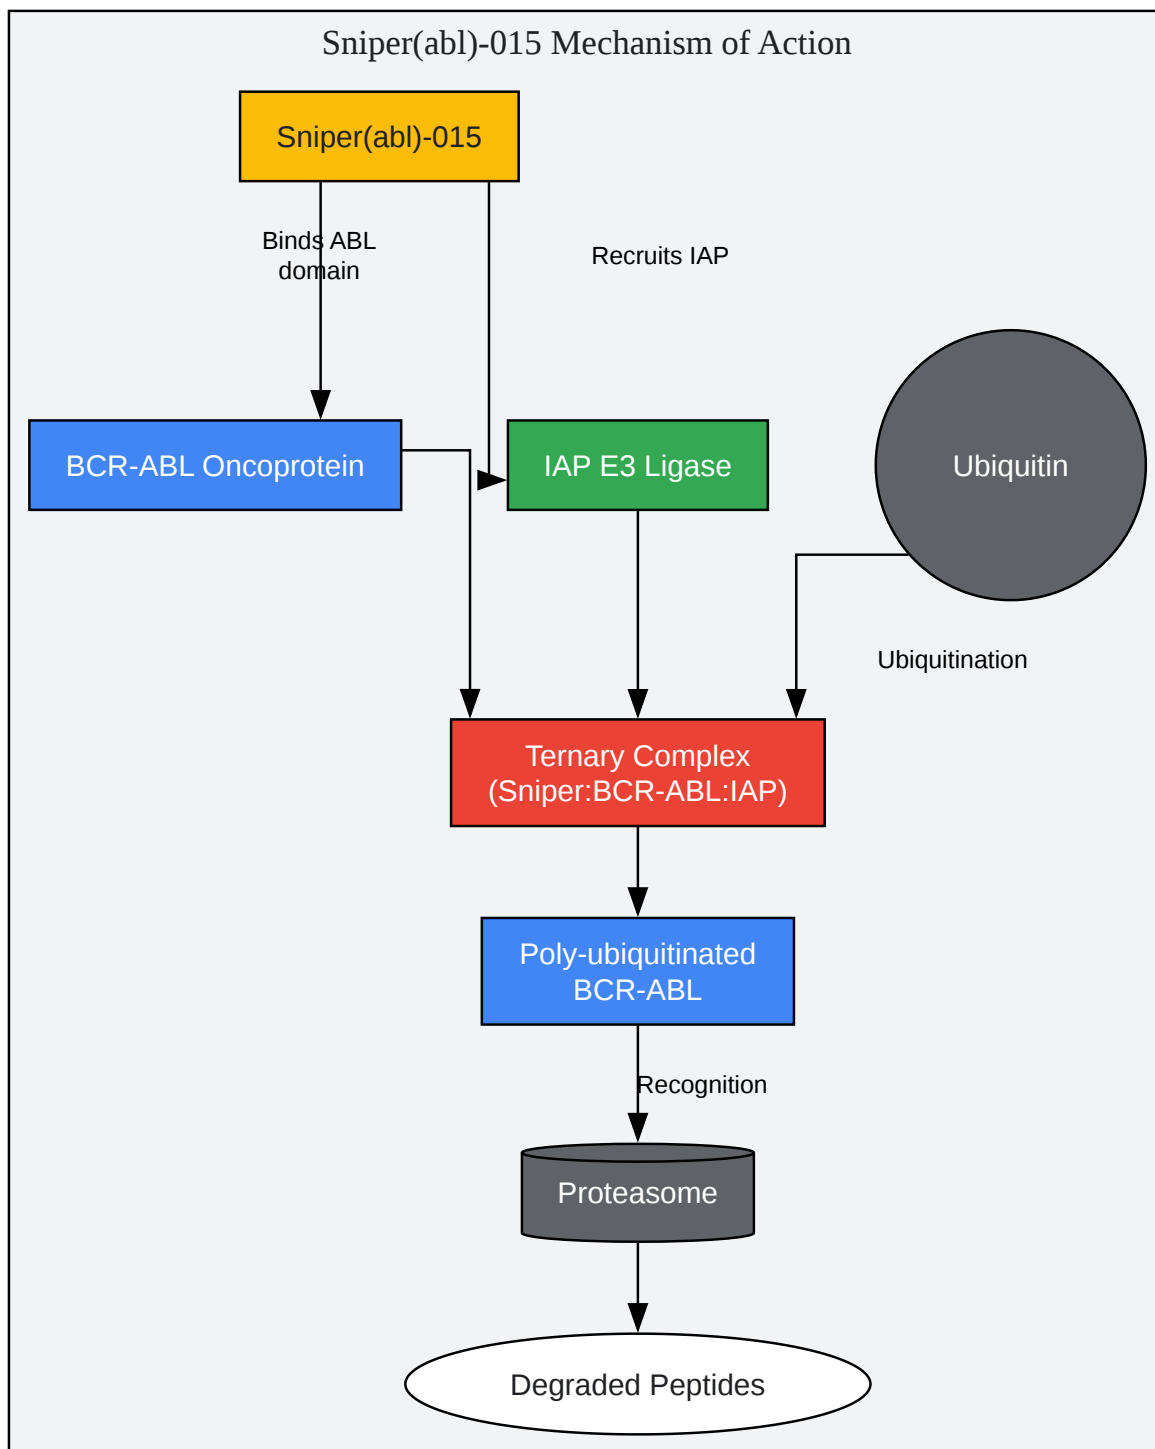 Sniper(abl)-015 Mechanism of Action
Sniper(abl)-015
Binds ABL
domain
Recruits IAP
BCR-ABL Oncoprotein
IAP E3 Ligase
Ubiquitin
Ubiquitination
Ternary Complex
(Sniper:BCR-ABL:IAP)
Poly-ubiquitinated
BCR-ABL
Recognition
Proteasome
Degraded Peptides